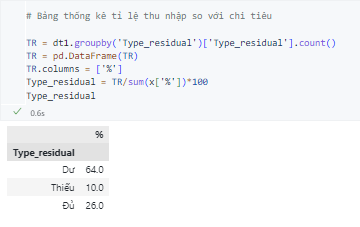 # Bảng thống kê tỉ lệ thu nhập so với chi tiêu
TR = dt1.groupby('Type_residual')['Type_residual'].count()
TR = pd.DataFrame(TR)
TR.columns = ['%']
Type_residual = TR/sum(x['%'])*100
Type_residual
0.6s
%
Type_residual
Dư 64.0
Thiếu 10.0
Đủ 26.0